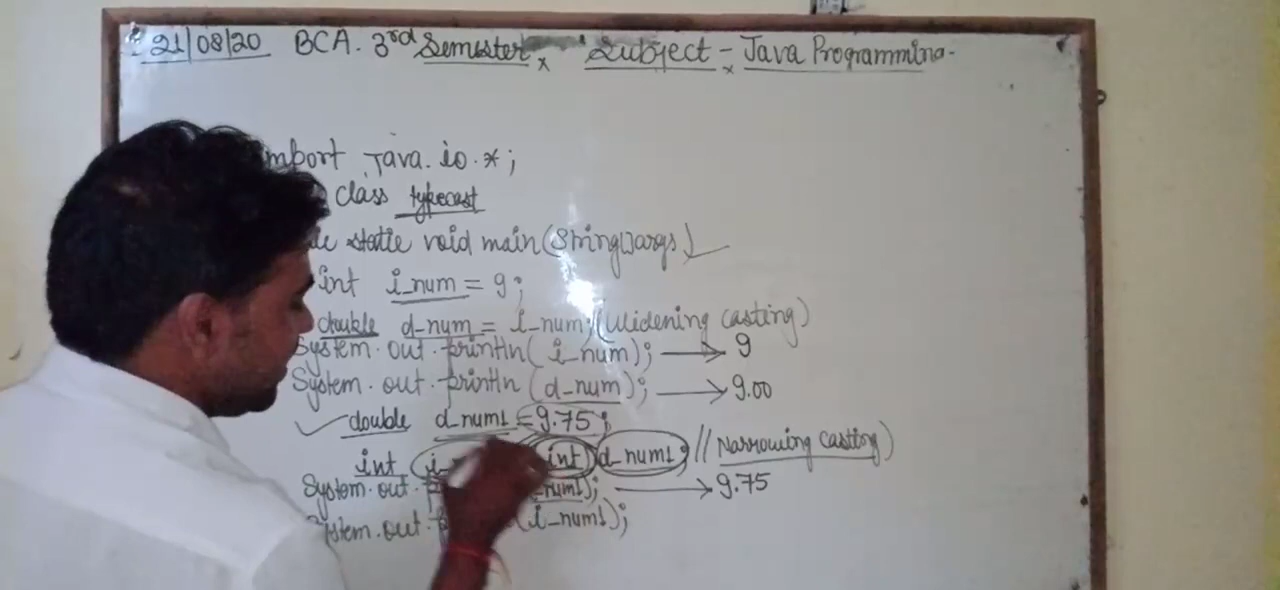 21/08/20 BCA. 3rd Semester Subject - Java Programming.
import Java.io.*;
class typecast
static void main(String[]args)
int i_num = 9;
double d_num = i_num;(Widening casting)
System.out.println(i_num); → 9
System.out.println(d_num); → 9.00
double d_num1 = 9.75;
int (int) d_num1; // Narrowing casting)
System.out. num1); → 9.75
System.out. (i_num1);